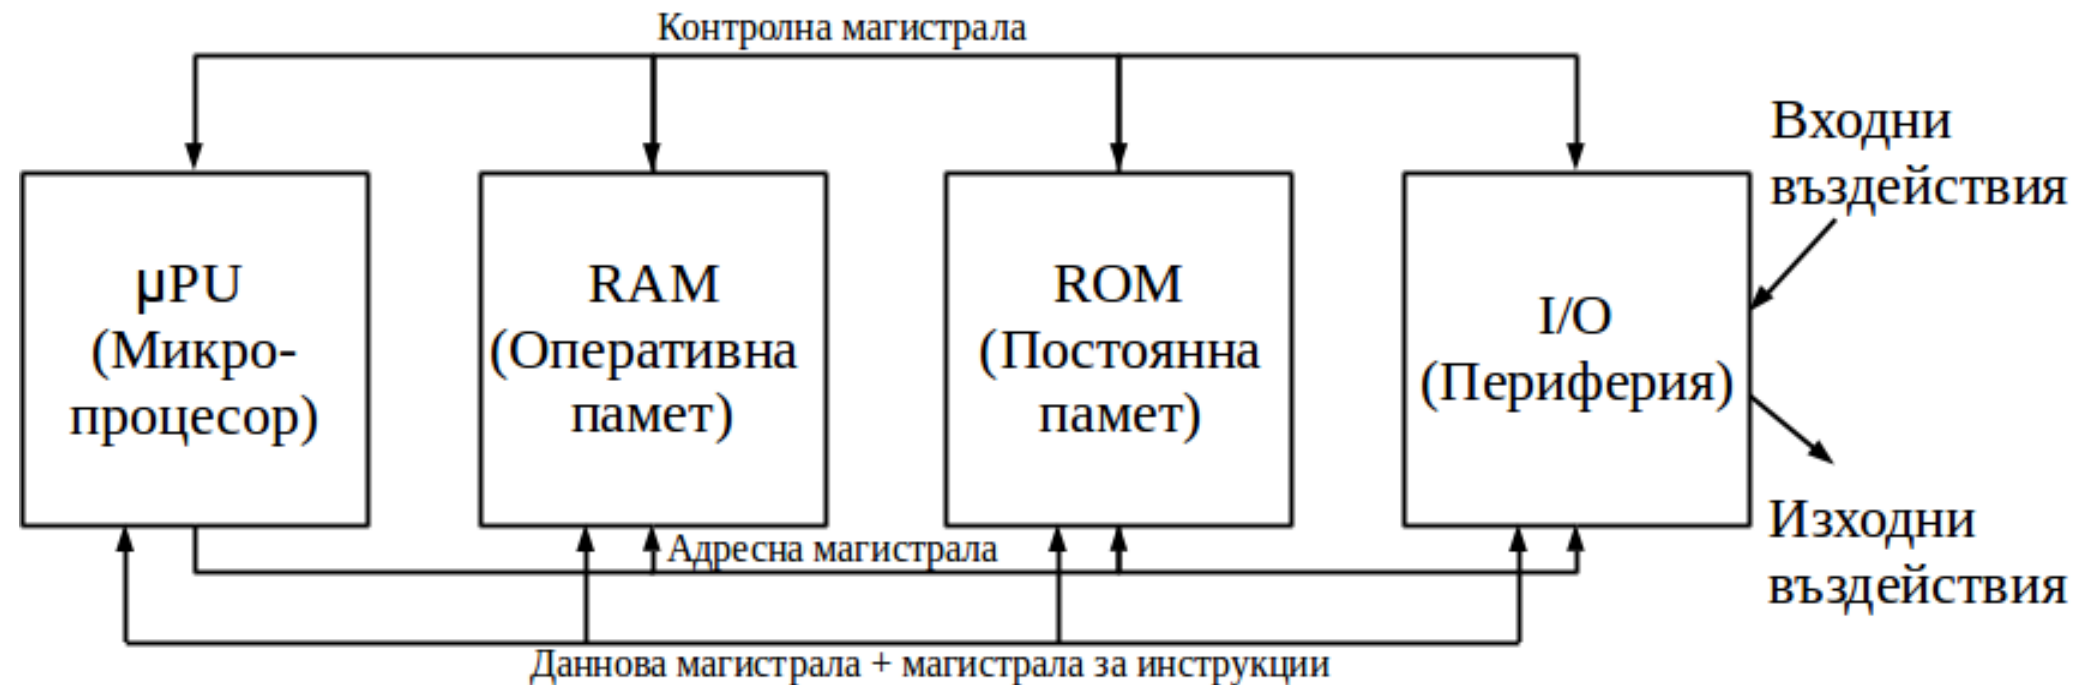 Контролна магистрала
μPU
(Микро-
процесор)
RAM
(Оперативна
памет)
ROM
(Постоянна
памет)
I/O
(Периферия)
Входни
въздействия
Изходни
въздействия
Адресна магистрала
Даннова магистрала + магистрала за инструкции